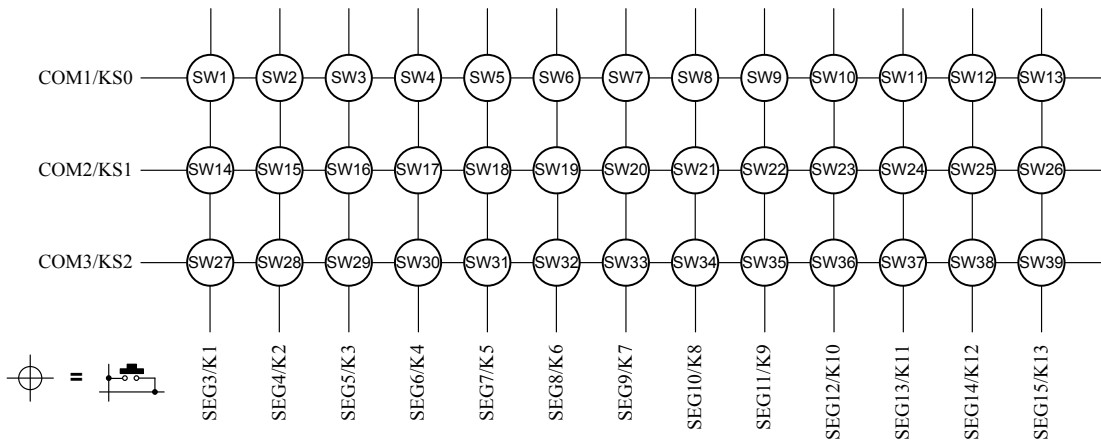 COM1/KS0 SW1 SW2 SW3 SW4 SW5 SW6 SW7 SW8 SW9 SW10 SW11 SW12 SW13
COM2/KS1 SW14 SW15 SW16 SW17 SW18 SW19 SW20 SW21 SW22 SW23 SW24 SW25 SW26
COM3/KS2 SW27 SW28 SW29 SW30 SW31 SW32 SW33 SW34 SW35 SW36 SW37 SW38 SW39
=
SEG3/K1
SEG4/K2
SEG5/K3
SEG6/K4
SEG7/K5
SEG8/K6
SEG9/K7
SEG10/K8
SEG11/K9
SEG12/K10
SEG13/K11
SEG14/K12
SEG15/K13